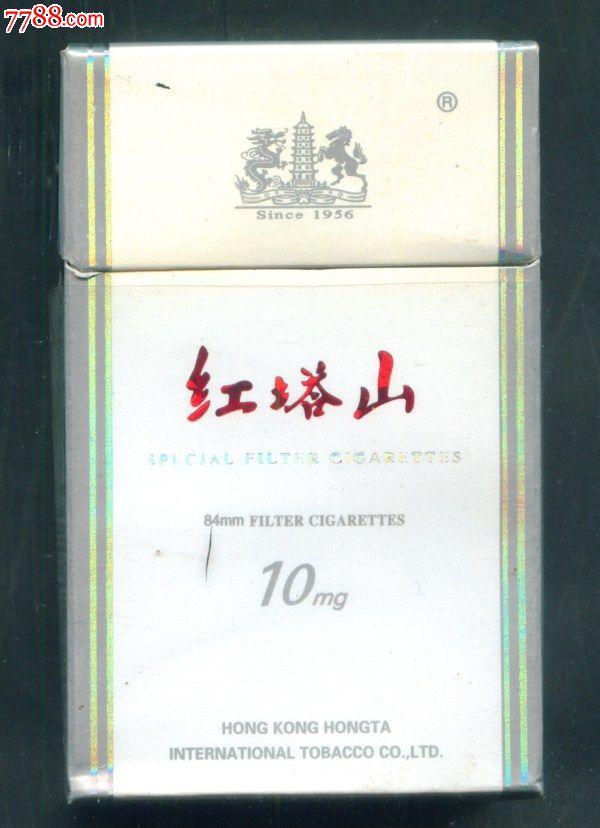 7788.com
®
Since 1956
红塔山
SPECIAL FILTER CIGARETTES
84mm FILTER CIGARETTES
10mg
HONG KONG HONGTA
INTERNATIONAL TOBACCO CO.,LTD.